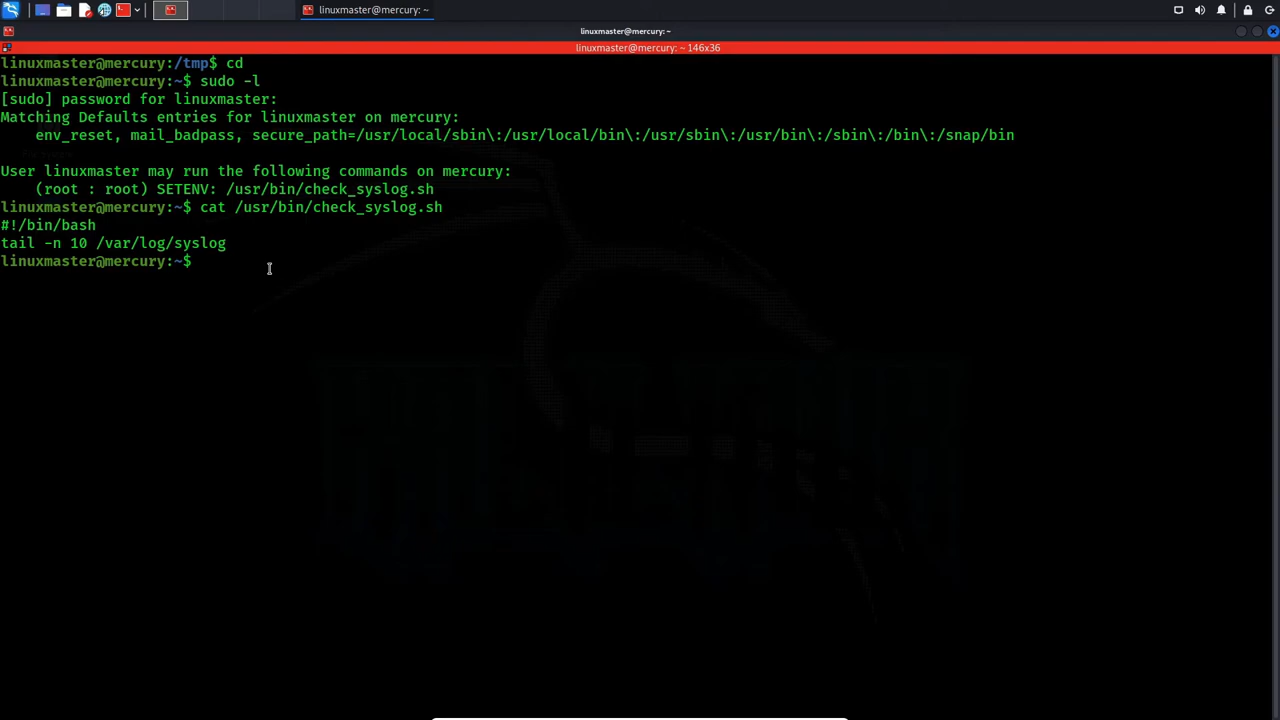 linuxmaster@mercury: ~
linuxmaster@mercury: ~
linuxmaster@mercury: ~ 146x36
linuxmaster@mercury:/tmp$ cd
linuxmaster@mercury:~$ sudo -l
[sudo] password for linuxmaster:
Matching Defaults entries for linuxmaster on mercury:
    env_reset, mail_badpass, secure_path=/usr/local/sbin\:/usr/local/bin\:/usr/sbin\:/usr/bin\:/sbin\:/bin\:/snap/bin
User linuxmaster may run the following commands on mercury:
    (root : root) SETENV: /usr/bin/check_syslog.sh
linuxmaster@mercury:~$ cat /usr/bin/check_syslog.sh
#!/bin/bash
tail -n 10 /var/log/syslog
linuxmaster@mercury:~$